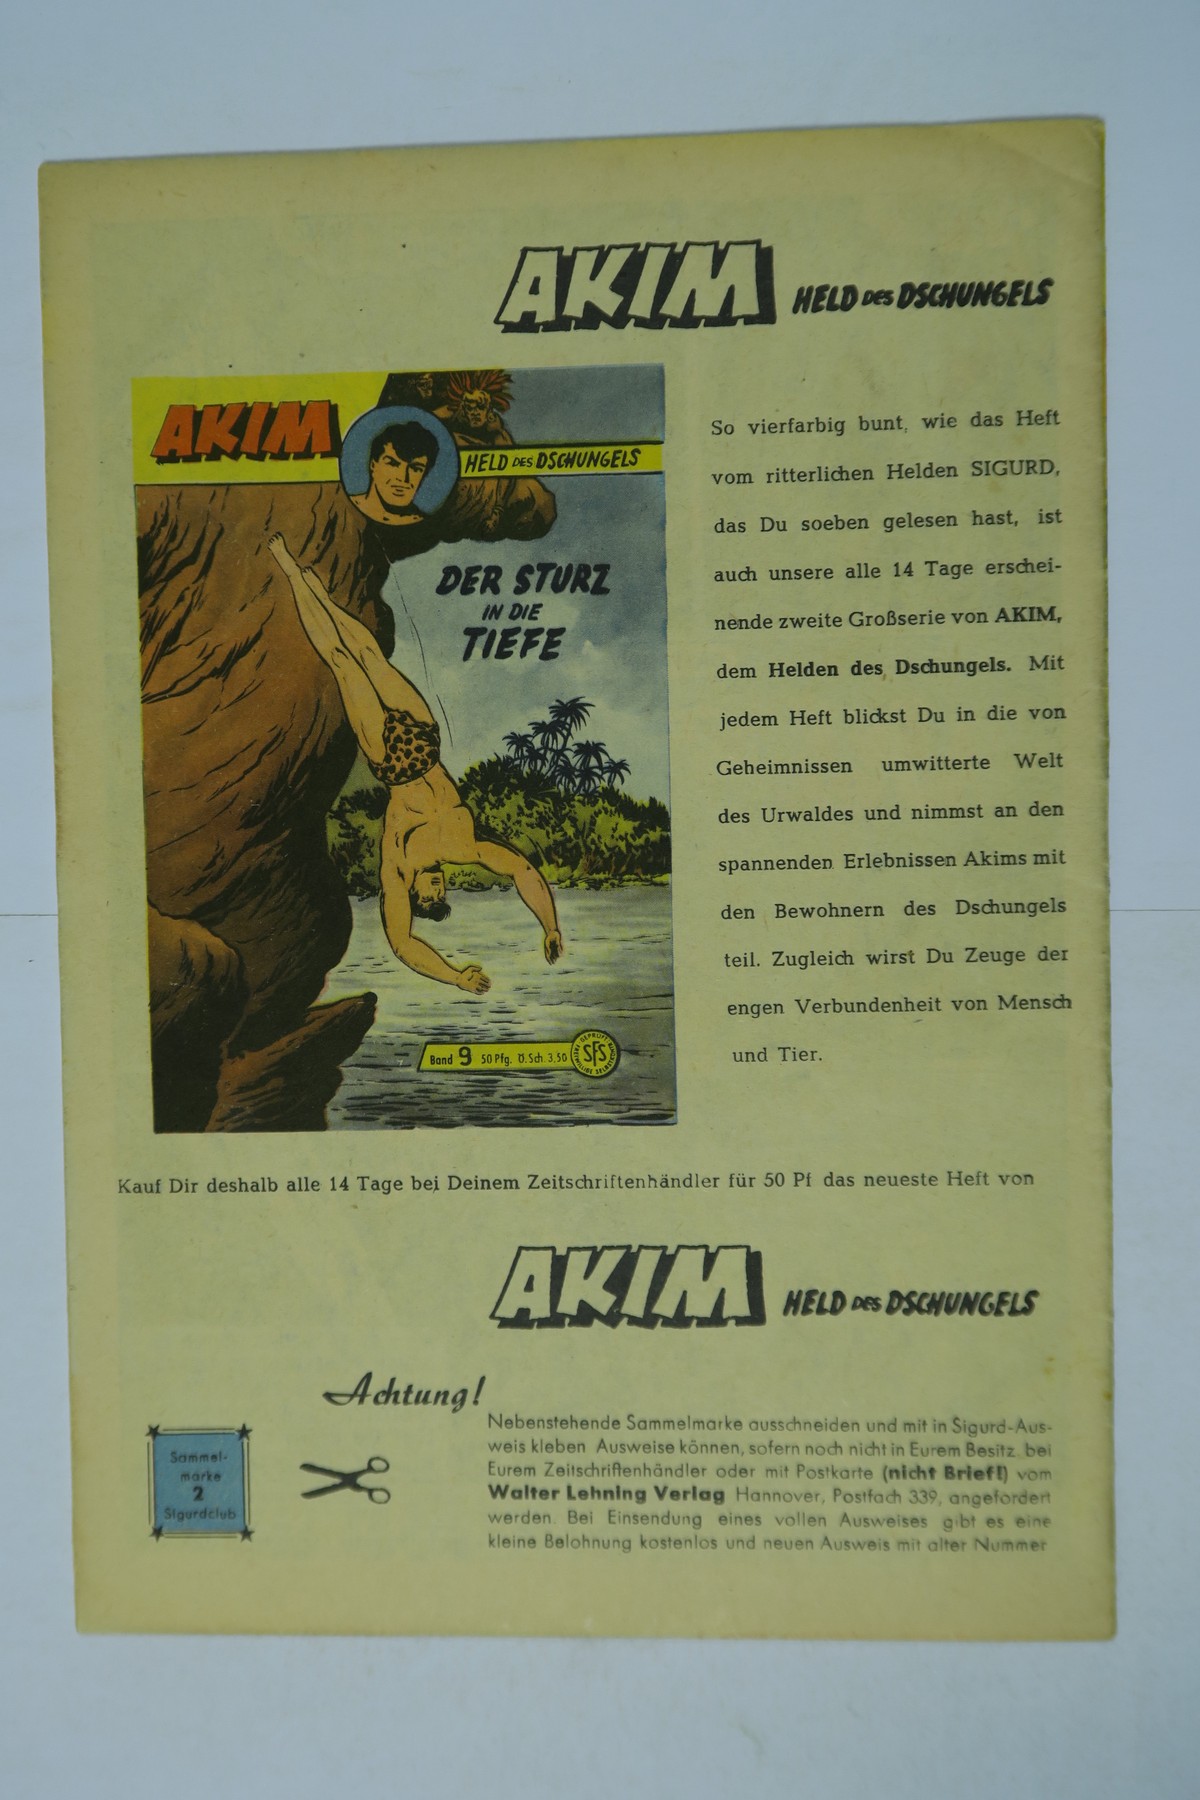 AKIM HELD DES DSCHUNGELS
AKIM
HELD DES DSCHUNGELS
DER STURZ
IN DIE
TIEFE
Band 9 50 Pfg. Ö.Sch. 3,50
SFS
So vierfarbig bunt, wie das Heft
vom ritterlichen Helden SIGURD,
das Du soeben gelesen hast, ist
auch unsere alle 14 Tage erschei-
nende zweite Großserie von AKIM,
dem Helden des Dschungels. Mit
jedem Heft blickst Du in die von
Geheimnissen umwitterte Welt
des Urwaldes und nimmst an den
spannenden Erlebnissen Akims mit
den Bewohnern des Dschungels
teil. Zugleich wirst Du Zeuge der
engen Verbundenheit von Mensch
und Tier.
Kauf Dir deshalb alle 14 Tage bei Deinem Zeitschriftenhändler für 50 Pf das neueste Heft von
AKIM HELD DES DSCHUNGELS
Achtung!
Sammel-
marke
2
Sigurdclub
Nebenstehende Sammelmarke ausschneiden und mit in Sigurd-Aus-
weis kleben Ausweise können, sofern noch nicht in Eurem Besitz bei
Eurem Zeitschriftenhändler oder mit Postkarte (nicht Brief!) vom
Walter Lehning Verlag Hannover, Postfach 339, angefordert
werden. Bei Einsendung eines vollen Ausweises gibt es eine
kleine Belohnung kostenlos und neuen Ausweis mit alter Nummer